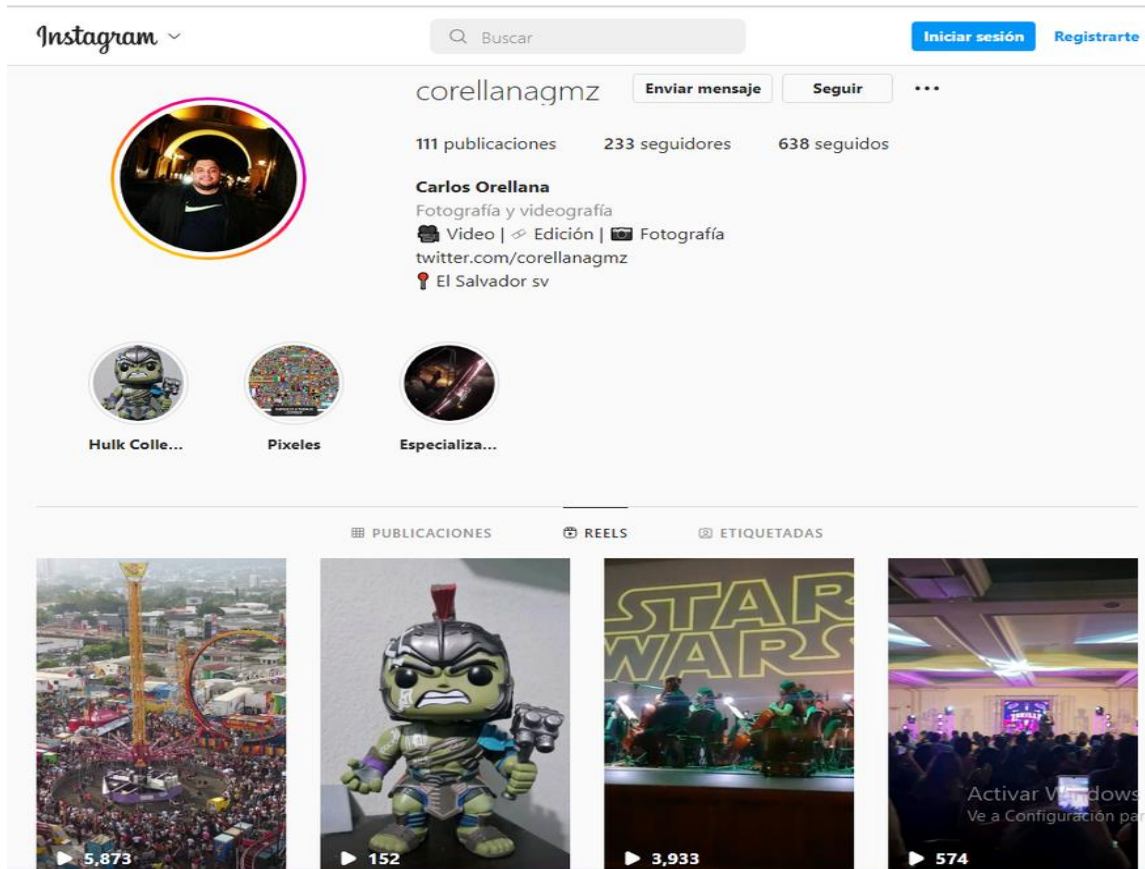 Instagram
Buscar
Iniciar sesión
Registrarte
corellanagmz
Enviar mensaje
Seguir
111 publicaciones 233 seguidores 638 seguidos
Carlos Orellana
Fotografía y videografía
Video | Edición | Fotografía
twitter.com/corellanagmz
El Salvador sv
Hulk Colle... Pixeles Especializa...
PUBLICACIONES REELS ETIQUETADAS
STAR
WARS
Activar Windows
Ve a Configuración par
5,873 152 3,933 574